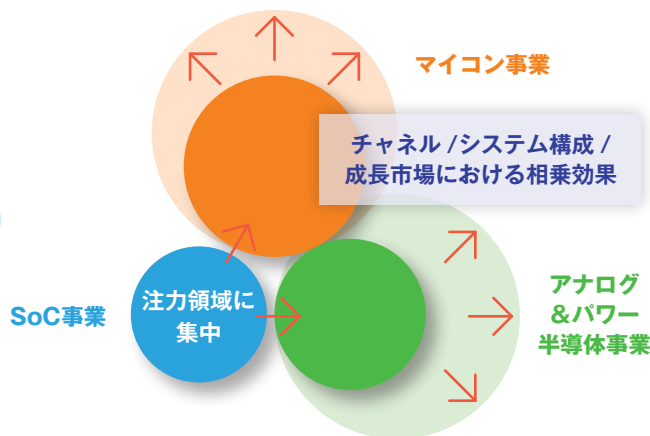 マイコン事業
チャネル /システム構成 /
成長市場における相乗効果
SoC事業
注力領域に
集中
アナログ
＆パワー
半導体事業